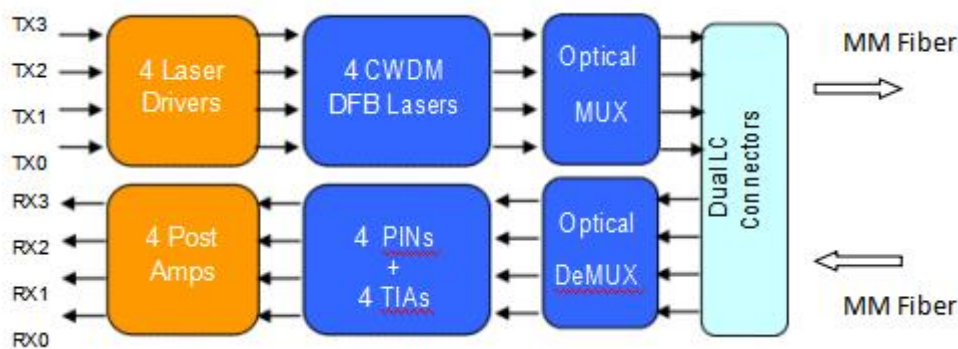 TX3
TX2
TX1
TX0
4 Laser
Drivers
4 CWDM
DFB Lasers
Optical
MUX
Dual LC
Connectors
MM Fiber
RX3
RX2
RX1
RX0
4 Post
Amps
4 PINs
+
4 TIAs
Optical
DeMUX
MM Fiber